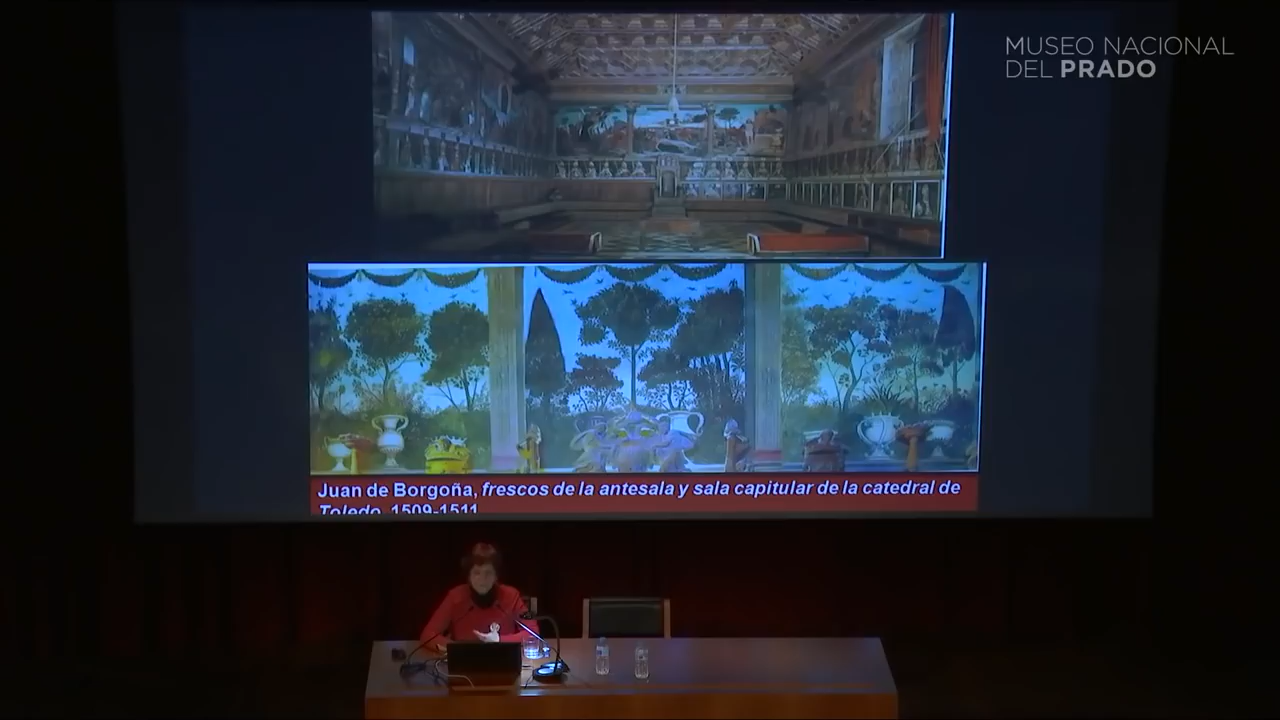 MUSEO NACIONAL
DEL PRADO
Juan de Borgoña, frescos de la antesala y sala capitular de la catedral de
Toledo, 1509-1511